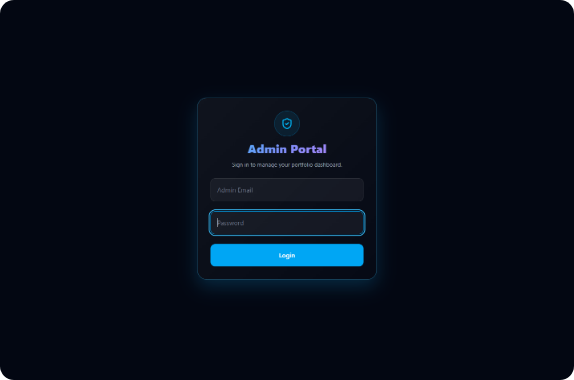 Admin Portal
Sign in to manage your portfolio dashboard.
Admin Email
Password
Login